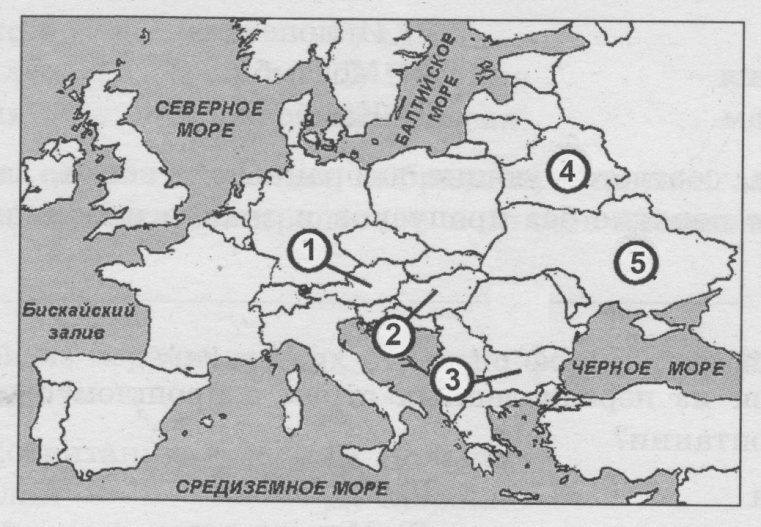 СЕВЕРНОЕ
МОРЕ
БАЛТИЙСКОЕ
МОРЕ
4
1
5
Бискайский
залив
2
3
ЧЕРНОЕ МОРЕ
СРЕДИЗЕМНОЕ МОРЕ